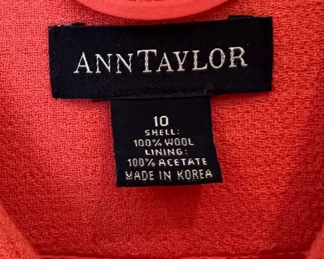 ANNTAYLOR
10
SHELL:
100% WOOL
LINING:
100% ACETATE
MADE IN KOREA